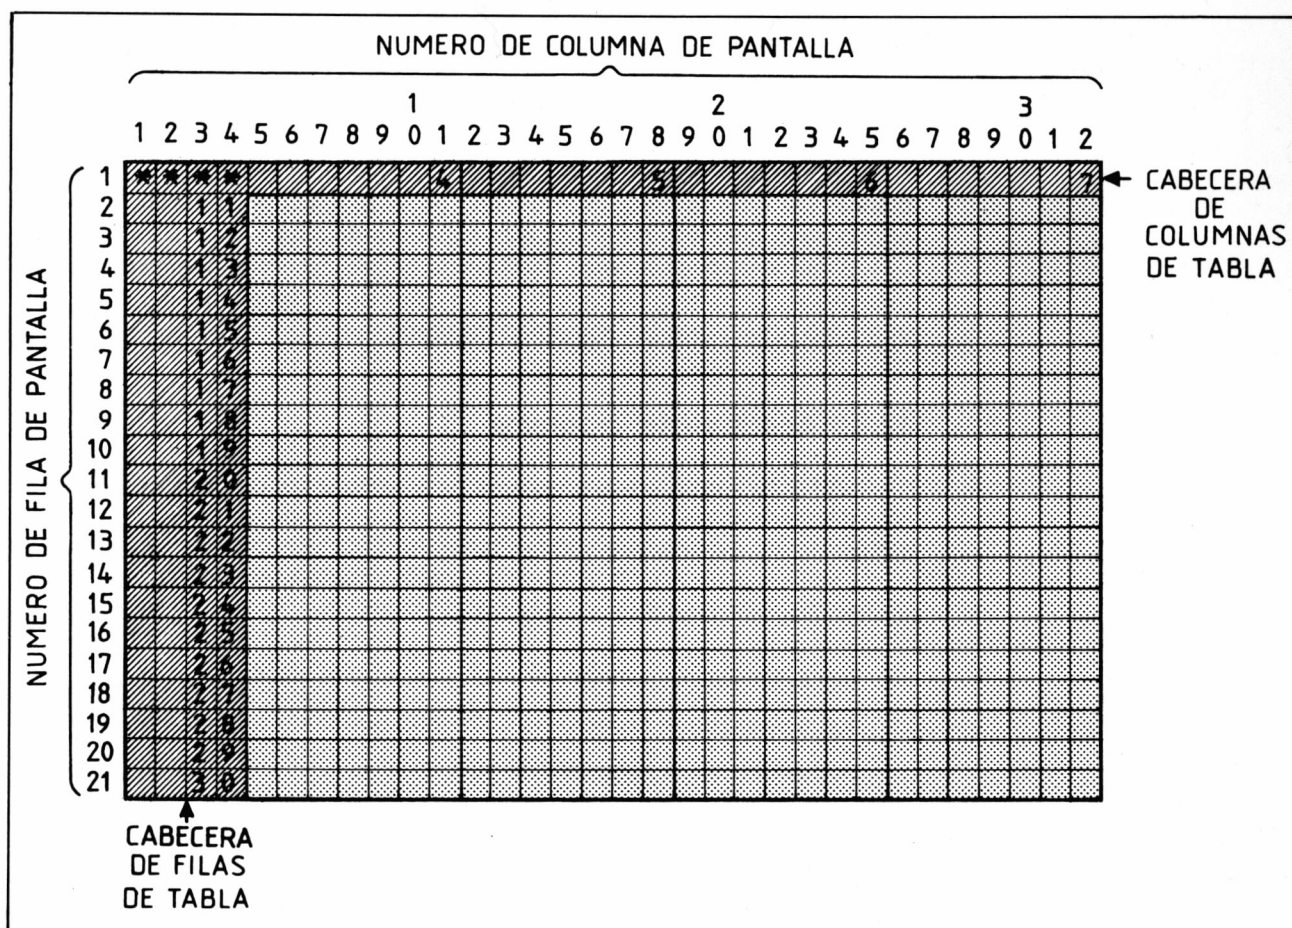 NUMERO DE COLUMNA DE PANTALLA
1 2 3
1 2 3 4 5 6 7 8 9 0 1 2 3 4 5 6 7 8 9 0 1 2 3 4 5 6 7 8 9 0 1 2
NUMERO DE FILA DE PANTALLA
1 * * * * 4 5 6 7
2 1 1
3 1 2
4 1 3
5 1 4
6 1 5
7 1 6
8 1 7
9 1 8
10 1 9
11 2 0
12 2 1
13 2 2
14 2 3
15 2 4
16 2 5
17 2 6
18 2 7
19 2 8
20 2 9
21 3 0
CABECERA
DE
COLUMNAS
DE TABLA
CABECERA
DE FILAS
DE TABLA